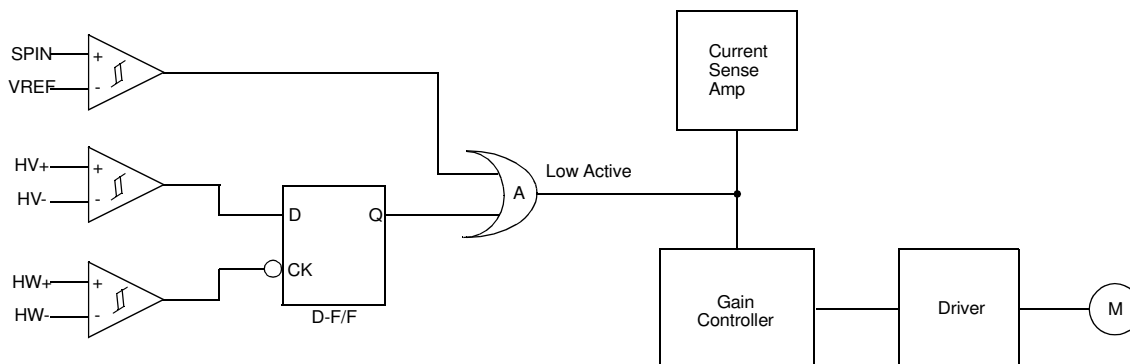 SPIN
+
VREF
-
HV+
+
HV-
-
HW+
+
HW-
-
D
Q
CK
D-F/F
A
Low Active
Current
Sense
Amp
Gain
Controller
Driver
M